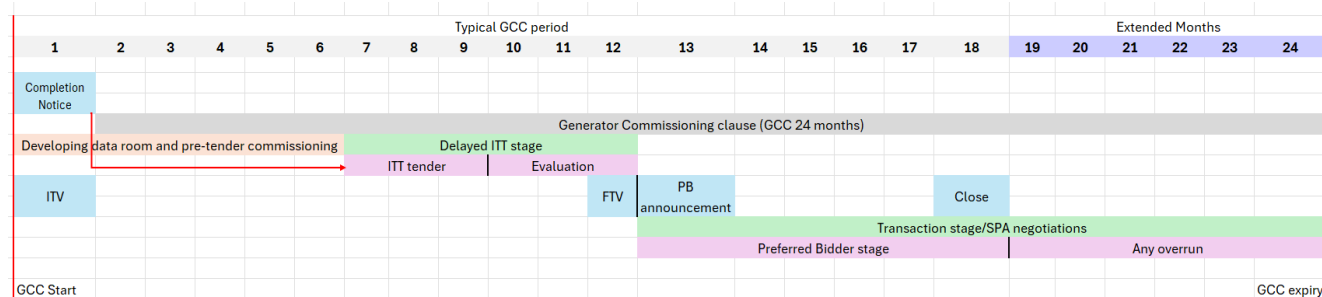 Typical GCC period Extended Months
1 2 3 4 5 6 7 8 9 10 11 12 13 14 15 16 17 18 19 20 21 22 23 24
Completion
Notice
Generator Commissioning clause (GCC 24 months)
Developing data room and pre-tender commissioning Delayed ITT stage
ITT tender Evaluation
ITV FTV PB
announcement Close
Transaction stage/SPA negotiations
Preferred Bidder stage Any overrun
GCC Start GCC expiry